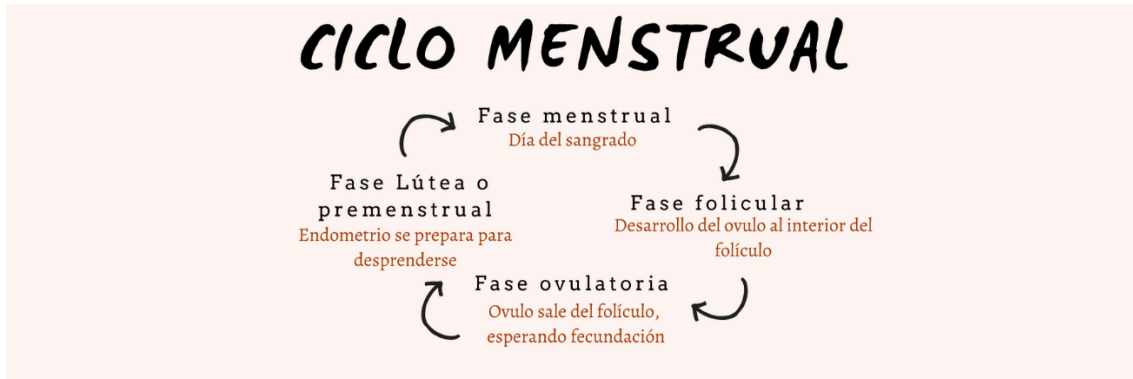 CICLO MENSTRUAL
Fase menstrual
Día del sangrado
Fase folicular
Desarrollo del ovulo al interior del
folículo
Fase ovulatoria
Ovulo sale del folículo,
esperando fecundación
Fase Lútea o
premenstrual
Endometrio se prepara para
desprenderse